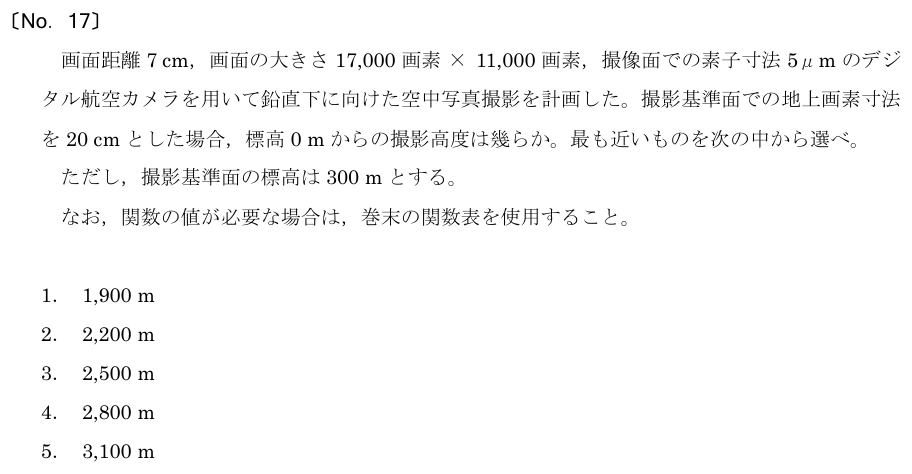 〔No. 17〕
画面距離 7 cm，画面の大きさ 17,000 画素 × 11,000 画素，撮像面での素子寸法 5μm のデジ
タル航空カメラを用いて鉛直下に向けた空中写真撮影を計画した。撮影基準面での地上画素寸法
を 20 cm とした場合，標高 0 m からの撮影高度は幾らか。最も近いものを次の中から選べ。
ただし，撮影基準面の標高は 300 m とする。
なお，関数の値が必要な場合は，巻末の関数表を使用すること。
1. 1,900 m
2. 2,200 m
3. 2,500 m
4. 2,800 m
5. 3,100 m